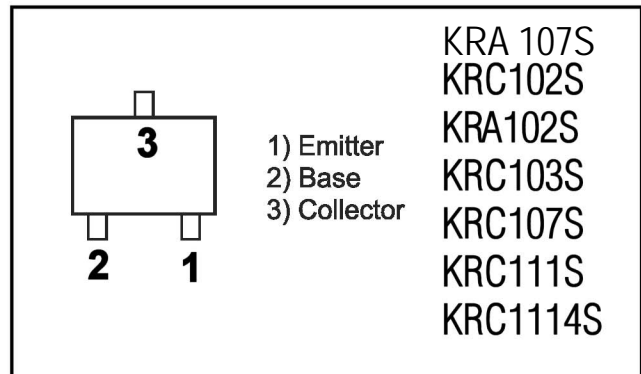 3
2
1
1) Emitter
2) Base
3) Collector
KRA 107S
KRC102S
KRA102S
KRC103S
KRC107S
KRC111S
KRC1114S